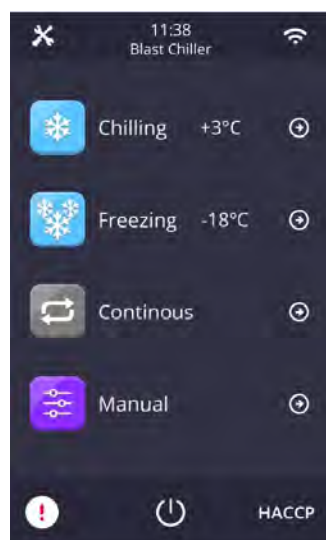 11:38
Blast Chiller
Chilling +3°C
Freezing -18°C
Continous
Manual
HACCP